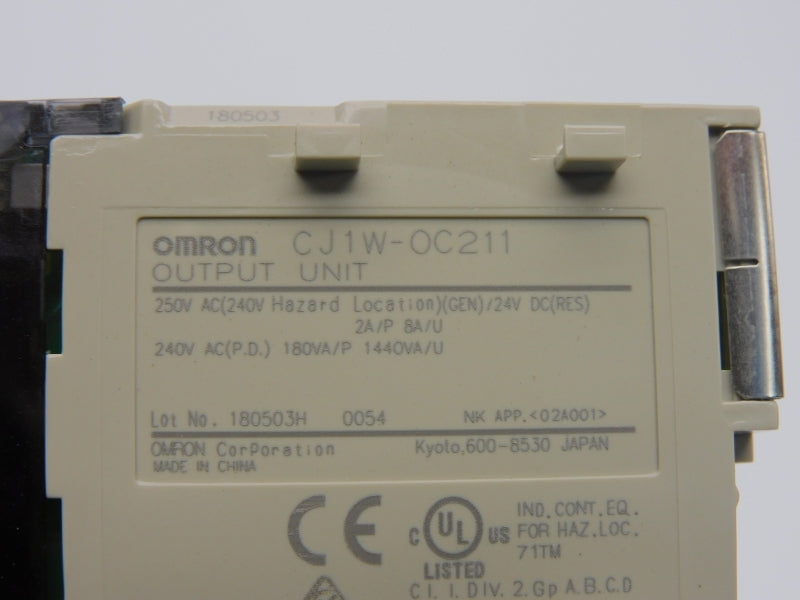 180503
OMRON CJ1W-OC211
OUTPUT UNIT
250V AC(240V Hazard Location)(GEN)/24V DC(RES)
2A/P 8A/U
240V AC(P.D.) 180VA/P 1440VA/U
Lot No. 180503H 0054 NK APP.<02A001>
OMRON CorPoration Kyoto,600-8530 JAPAN
MADE IN CHINA
CE C UL US LISTED
IND.CONT.EQ.
FOR HAZ.LOC.
71TM
Cl. I. DIV. 2. Gp A.B.C.D